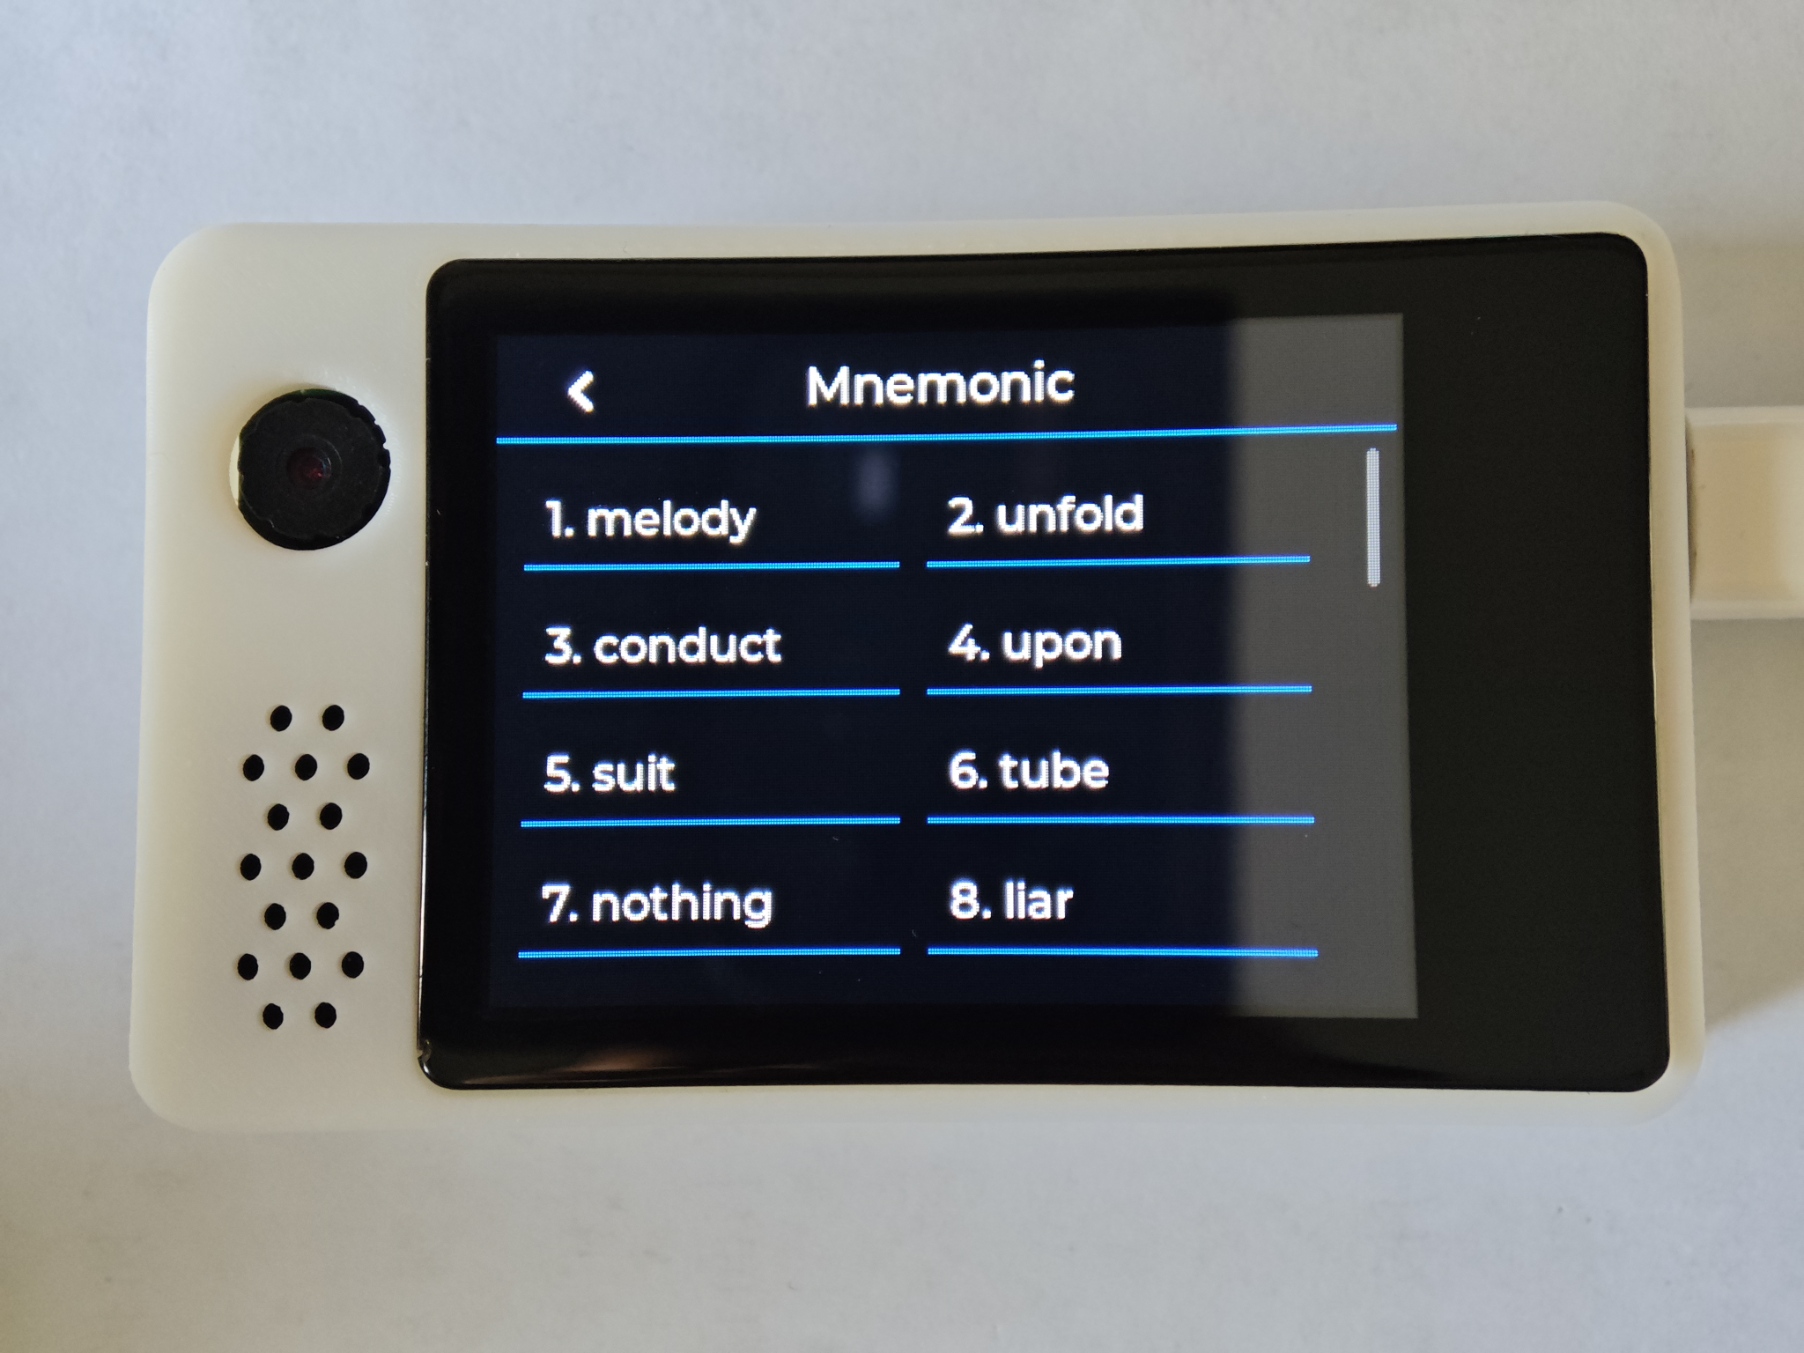 Mnemonic
1. melody 2. unfold
3. conduct 4. upon
5. suit 6. tube
7. nothing 8. liar